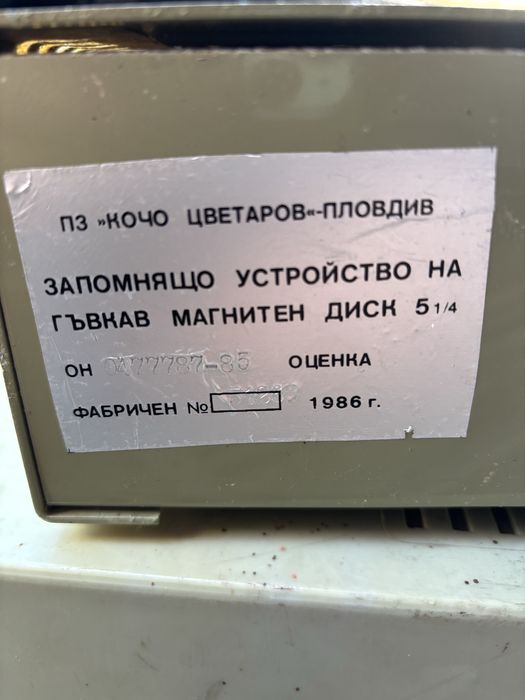 ПЗ »КОЧО ЦВЕТАРОВ«-ПЛОВДИВ
ЗАПОМНЯЩО УСТРОЙСТВО НА
ГЪВКАВ МАГНИТЕН ДИСК 5 1/4
ОН ОЦЕНКА
ФАБРИЧЕН № 1986 г.